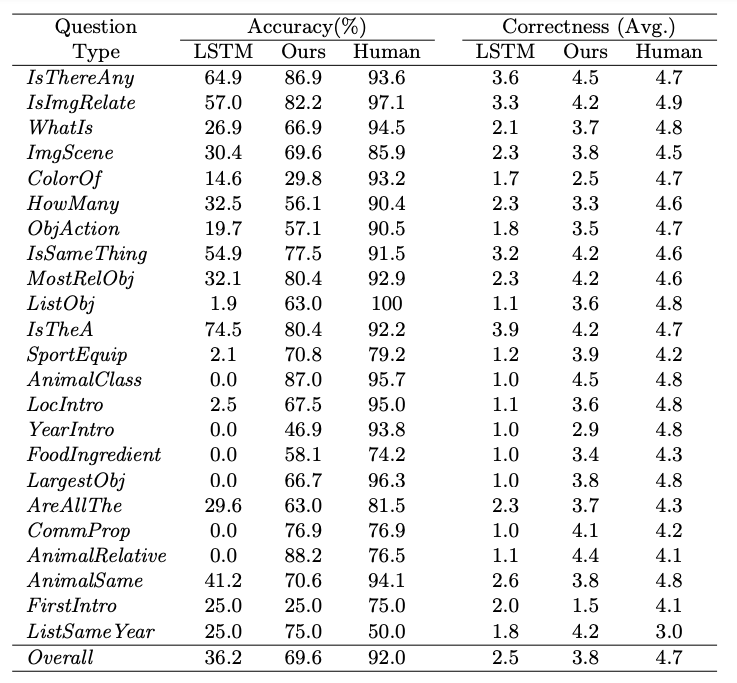 Question Accuracy(%) Correctness (Avg.)
Type LSTM Ours Human LSTM Ours Human
IsThereAny 64.9 86.9 93.6 3.6 4.5 4.7
IsImgRelate 57.0 82.2 97.1 3.3 4.2 4.9
WhatIs 26.9 66.9 94.5 2.1 3.7 4.8
ImgScene 30.4 69.6 85.9 2.3 3.8 4.5
ColorOf 14.6 29.8 93.2 1.7 2.5 4.7
HowMany 32.5 56.1 90.4 2.3 3.3 4.6
ObjAction 19.7 57.1 90.5 1.8 3.5 4.7
IsSameThing 54.9 77.5 91.5 3.2 4.2 4.6
MostRelObj 32.1 80.4 92.9 2.3 4.2 4.6
ListObj 1.9 63.0 100 1.1 3.6 4.8
IsTheA 74.5 80.4 92.2 3.9 4.2 4.7
SportEquip 2.1 70.8 79.2 1.2 3.9 4.2
AnimalClass 0.0 87.0 95.7 1.0 4.5 4.8
LocIntro 2.5 67.5 95.0 1.1 3.6 4.8
YearIntro 0.0 46.9 93.8 1.0 2.9 4.8
FoodIngredient 0.0 58.1 74.2 1.0 3.4 4.3
LargestObj 0.0 66.7 96.3 1.0 3.8 4.8
AreAllThe 29.6 63.0 81.5 2.3 3.7 4.3
CommProp 0.0 76.9 76.9 1.0 4.1 4.2
AnimalRelative 0.0 88.2 76.5 1.1 4.4 4.1
AnimalSame 41.2 70.6 94.1 2.6 3.8 4.8
FirstIntro 25.0 25.0 75.0 2.0 1.5 4.1
ListSameYear 25.0 75.0 50.0 1.8 4.2 3.0
Overall 36.2 69.6 92.0 2.5 3.8 4.7